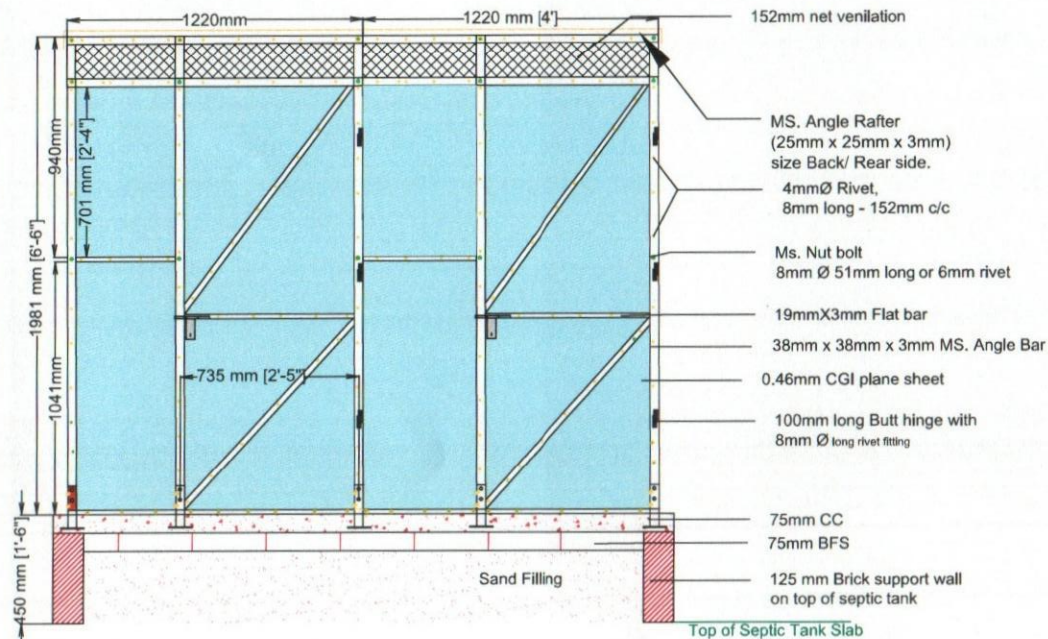 1220mm
1220 mm [4']
152mm net venilation
MS. Angle Rafter
(25mm x 25mm x 3mm)
size Back/ Rear side.
4mmØ Rivet,
8mm long - 152mm c/c
Ms. Nut bolt
8mm Ø 51mm long or 6mm rivet
19mmX3mm Flat bar
38mm x 38mm x 3mm MS. Angle Bar
0.46mm CGI plane sheet
100mm long Butt hinge with
8mm Ø long rivet fitting
75mm CC
75mm BFS
125 mm Brick support wall
on top of septic tank
Top of Septic Tank Slab
Sand Filling
735 mm [2'-5"]
701 mm [2'-4"]
940mm
1041mm
1981 mm [6'-6"]
450 mm [1'-6"]